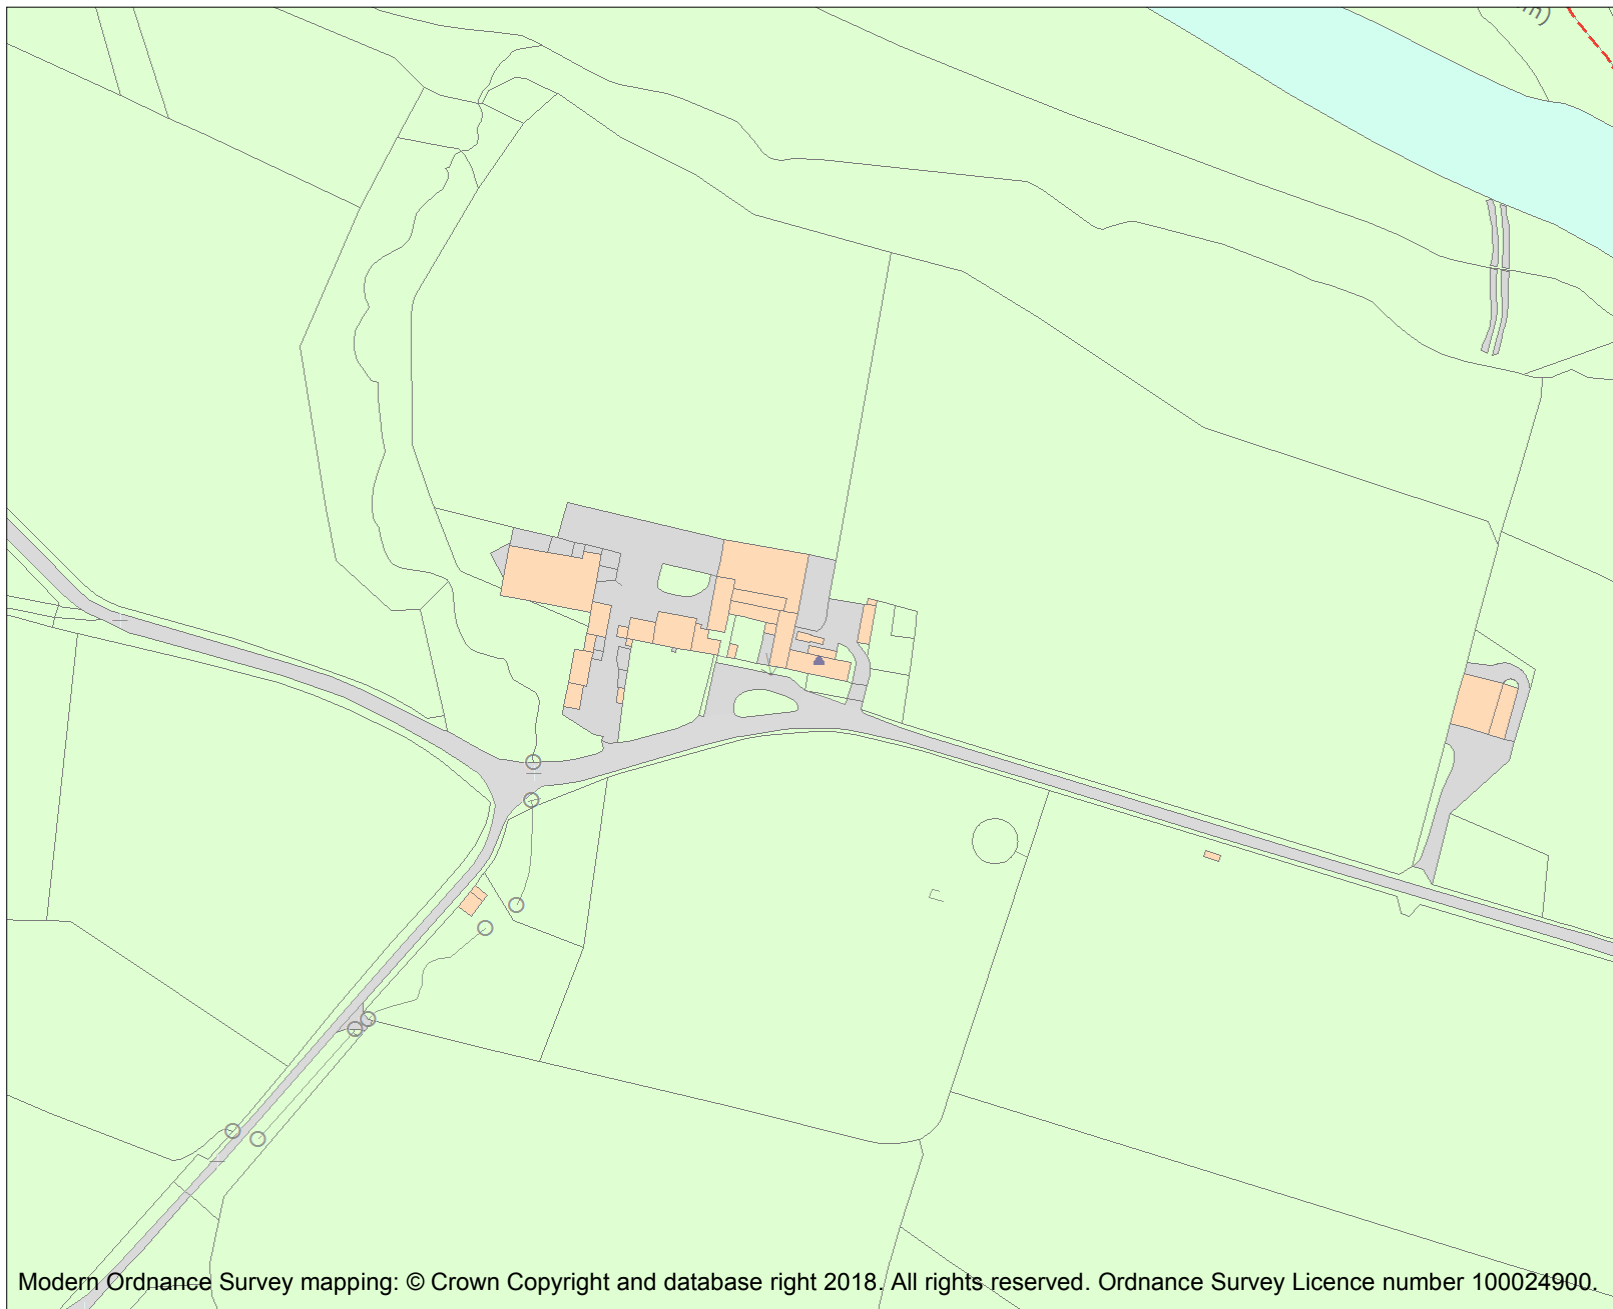 m)
Modern Ordnance Survey mapping: © Crown Copyright and database right 2018. All rights reserved. Ordnance Survey Licence number 100024900.